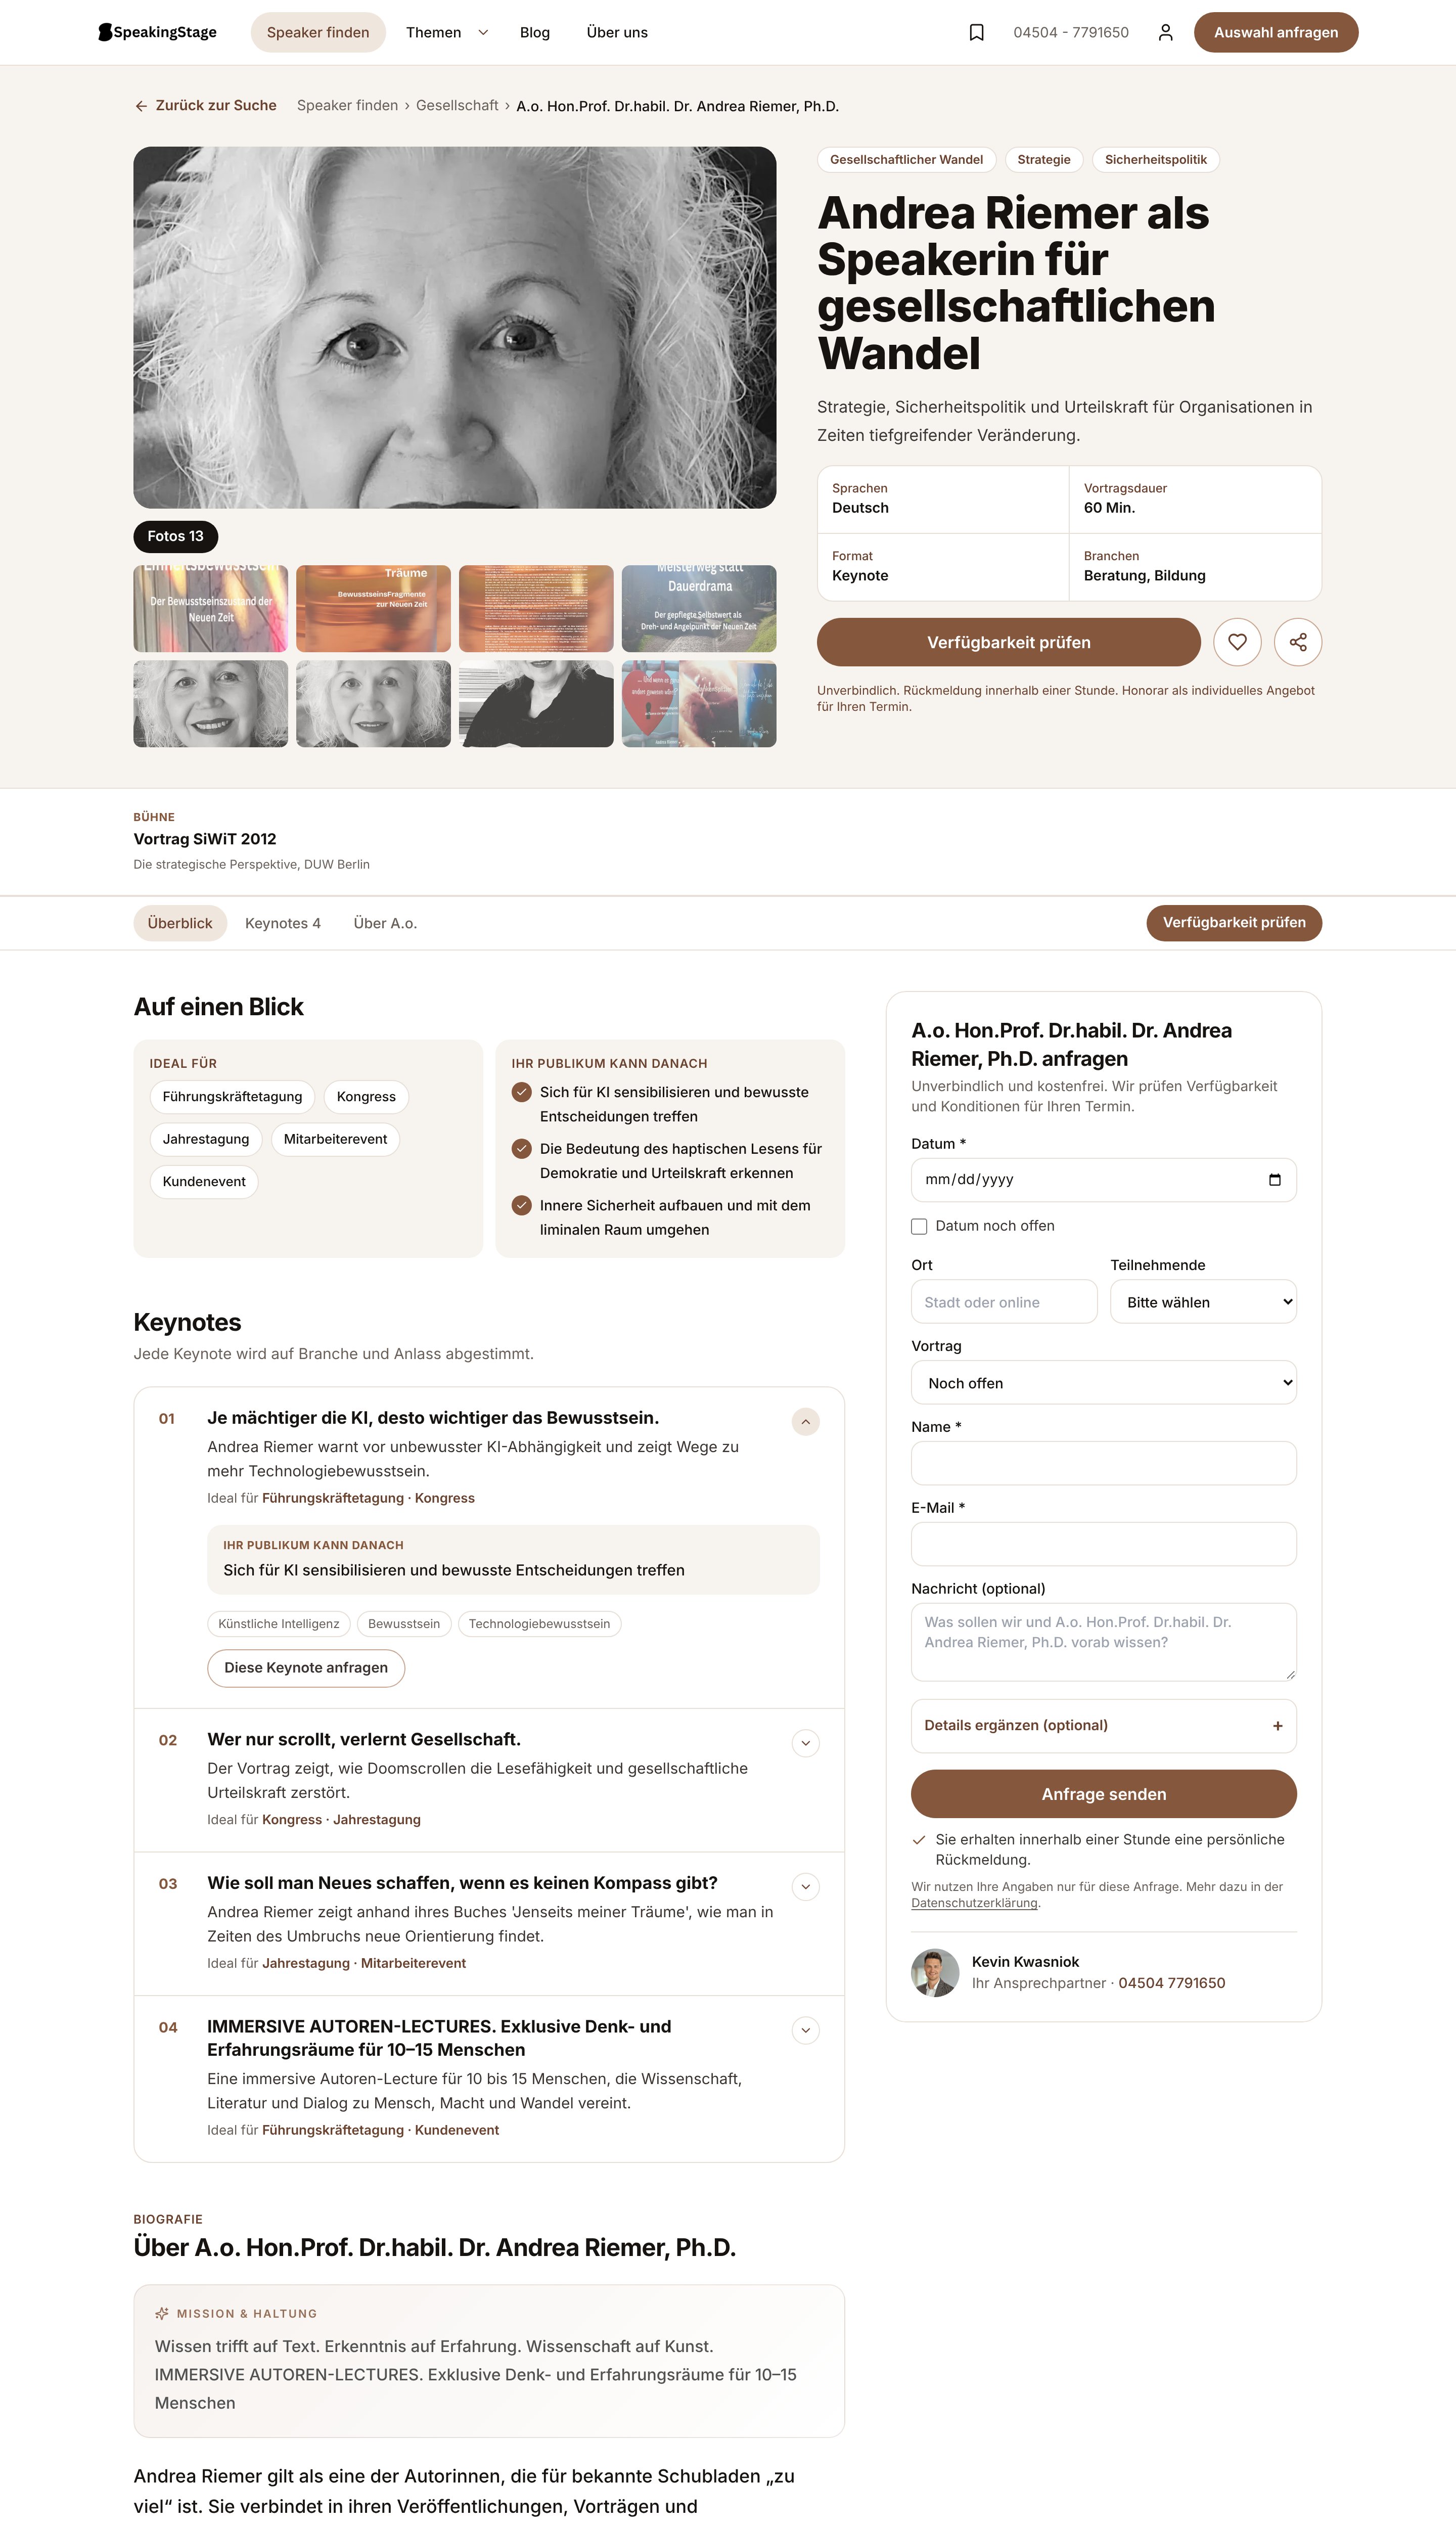 SpeakingStage
Speaker finden
Themen
Blog
Über uns
04504 - 7791650
Auswahl anfragen
Zurück zur Suche
Speaker finden › Gesellschaft › A.o. Hon.Prof. Dr.habil. Dr. Andrea Riemer, Ph.D.
Gesellschaftlicher Wandel
Strategie
Sicherheitspolitik
Andrea Riemer als
Speakerin für
gesellschaftlichen
Wandel
Strategie, Sicherheitspolitik und Urteilskraft für Organisationen in
Zeiten tiefgreifender Veränderung.
Sprachen
Deutsch
Vortragsdauer
60 Min.
Format
Keynote
Branchen
Beratung, Bildung
Verfügbarkeit prüfen
Unverbindlich. Rückmeldung innerhalb einer Stunde. Honorar als individuelles Angebot
für Ihren Termin.
Fotos 13
Einheitsbewusstsein
Der Bewusstseinszustand der
Neuen Zeit
Träume
BewusstseinsFragmente
zur Neuen Zeit
Meisterweg statt
Dauerdrama
Der gepflegte Selbstwert als
Dreh- und Angelpunkt der Neuen Zeit
BÜHNE
Vortrag SiWiT 2012
Die strategische Perspektive, DUW Berlin
Überblick
Keynotes 4
Über A.o.
Verfügbarkeit prüfen
Auf einen Blick
IDEAL FÜR
Führungskräftetagung
Kongress
Jahrestagung
Mitarbeiterevent
Kundenevent
IHR PUBLIKUM KANN DANACH
Sich für KI sensibilisieren und bewusste
Entscheidungen treffen
Die Bedeutung des haptischen Lesens für
Demokratie und Urteilskraft erkennen
Innere Sicherheit aufbauen und mit dem
liminalen Raum umgehen
Keynotes
Jede Keynote wird auf Branche und Anlass abgestimmt.
01
Je mächtiger die KI, desto wichtiger das Bewusstsein.
Andrea Riemer warnt vor unbewusster KI-Abhängigkeit und zeigt Wege zu
mehr Technologiebewusstsein.
Ideal für Führungskräftetagung · Kongress
IHR PUBLIKUM KANN DANACH
Sich für KI sensibilisieren und bewusste Entscheidungen treffen
Künstliche Intelligenz
Bewusstsein
Technologiebewusstsein
Diese Keynote anfragen
02
Wer nur scrollt, verlernt Gesellschaft.
Der Vortrag zeigt, wie Doomscrollen die Lesefähigkeit und gesellschaftliche
Urteilskraft zerstört.
Ideal für Kongress · Jahrestagung
03
Wie soll man Neues schaffen, wenn es keinen Kompass gibt?
Andrea Riemer zeigt anhand ihres Buches 'Jenseits meiner Träume', wie man in
Zeiten des Umbruchs neue Orientierung findet.
Ideal für Jahrestagung · Mitarbeiterevent
04
IMMERSIVE AUTOREN-LECTURES. Exklusive Denk- und
Erfahrungsräume für 10–15 Menschen
Eine immersive Autoren-Lecture für 10 bis 15 Menschen, die Wissenschaft,
Literatur und Dialog zu Mensch, Macht und Wandel vereint.
Ideal für Führungskräftetagung · Kundenevent
A.o. Hon.Prof. Dr.habil. Dr. Andrea
Riemer, Ph.D. anfragen
Unverbindlich und kostenfrei. Wir prüfen Verfügbarkeit
und Konditionen für Ihren Termin.
Datum *
mm/dd/yyyy
Datum noch offen
Ort
Teilnehmende
Stadt oder online
Bitte wählen
Vortrag
Noch offen
Name *
E-Mail *
Nachricht (optional)
Was sollen wir und A.o. Hon.Prof. Dr.habil. Dr.
Andrea Riemer, Ph.D. vorab wissen?
Details ergänzen (optional) +
Anfrage senden
Sie erhalten innerhalb einer Stunde eine persönliche
Rückmeldung.
Wir nutzen Ihre Angaben nur für diese Anfrage. Mehr dazu in der
Datenschutzerklärung.
Kevin Kwasniok
Ihr Ansprechpartner · 04504 7791650
BIOGRAFIE
Über A.o. Hon.Prof. Dr.habil. Dr. Andrea Riemer, Ph.D.
MISSION & HALTUNG
Wissen trifft auf Text. Erkenntnis auf Erfahrung. Wissenschaft auf Kunst.
IMMERSIVE AUTOREN-LECTURES. Exklusive Denk- und Erfahrungsräume für 10–15
Menschen
Andrea Riemer gilt als eine der Autorinnen, die für bekannte Schubladen „zu
viel“ ist. Sie verbindet in ihren Veröffentlichungen, Vorträgen und